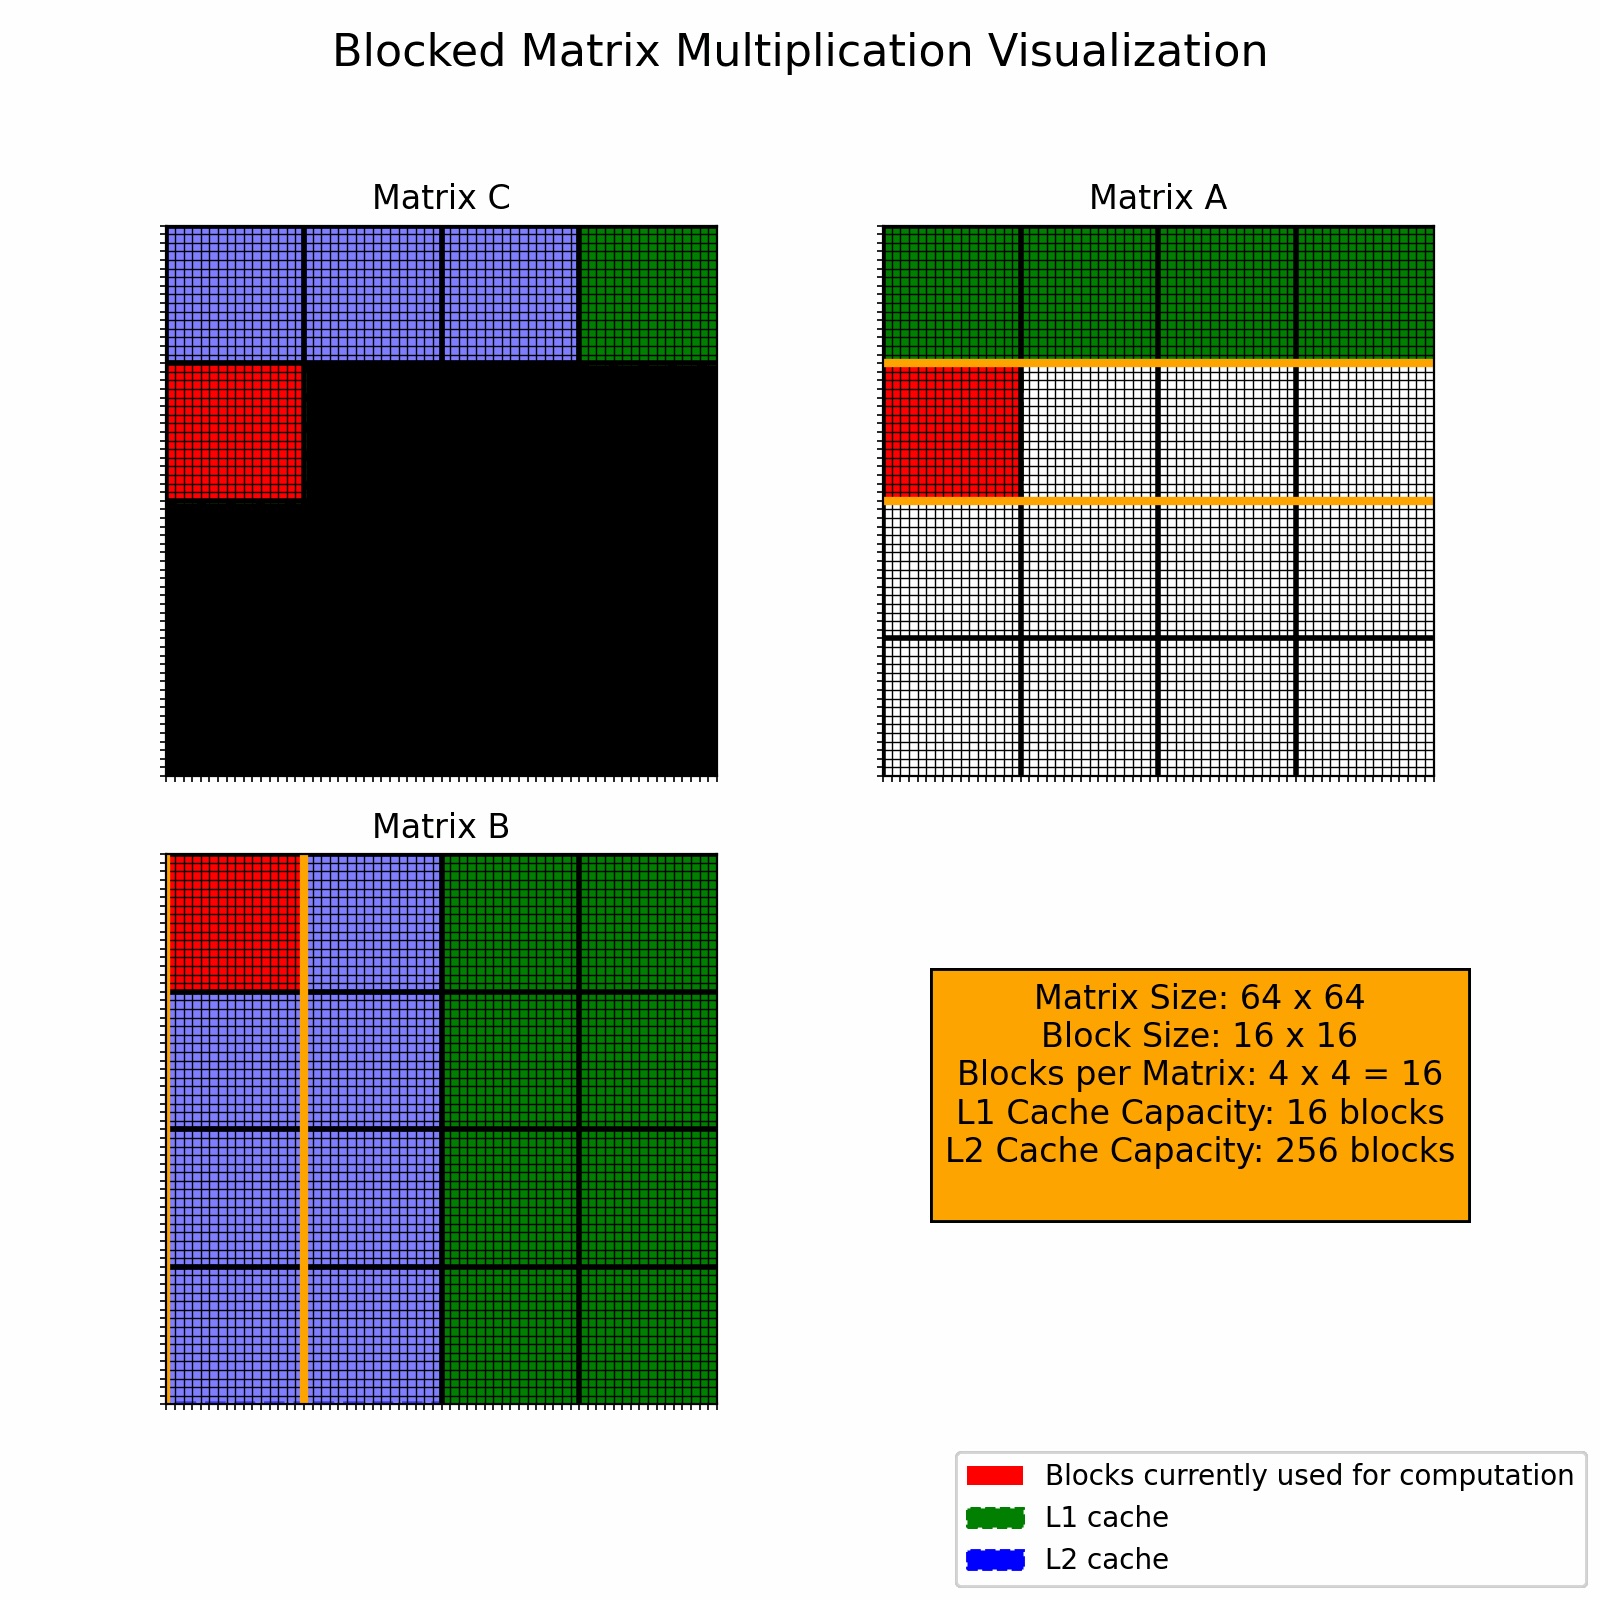 Blocked Matrix Multiplication Visualization
Matrix C
Matrix A
Matrix B
Matrix Size: 64 x 64
Block Size: 16 x 16
Blocks per Matrix: 4 x 4 = 16
L1 Cache Capacity: 16 blocks
L2 Cache Capacity: 256 blocks
Blocks currently used for computation
L1 cache
L2 cache